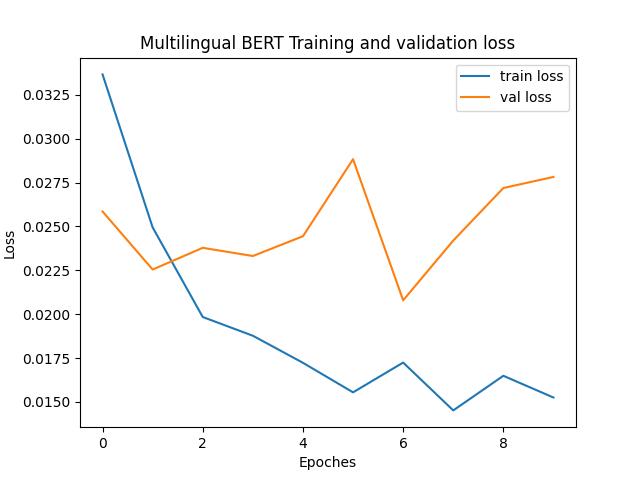 Multilingual BERT Training and validation loss
train loss
val loss
0.0325
0.0300
0.0275
0.0250
0.0225
0.0200
0.0175
0.0150
Loss
0 2 4 6 8
Epoches